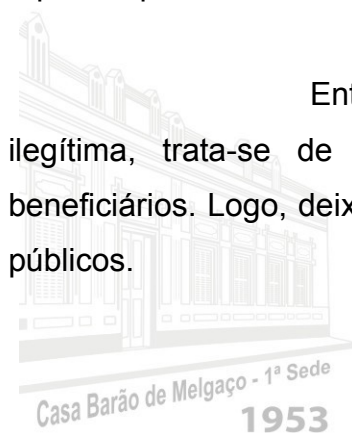 Ent
ilegítima, trata-se de
beneficiários. Logo, deix
públicos.
Casa Barão de Melgaço - 1ª Sede
1953